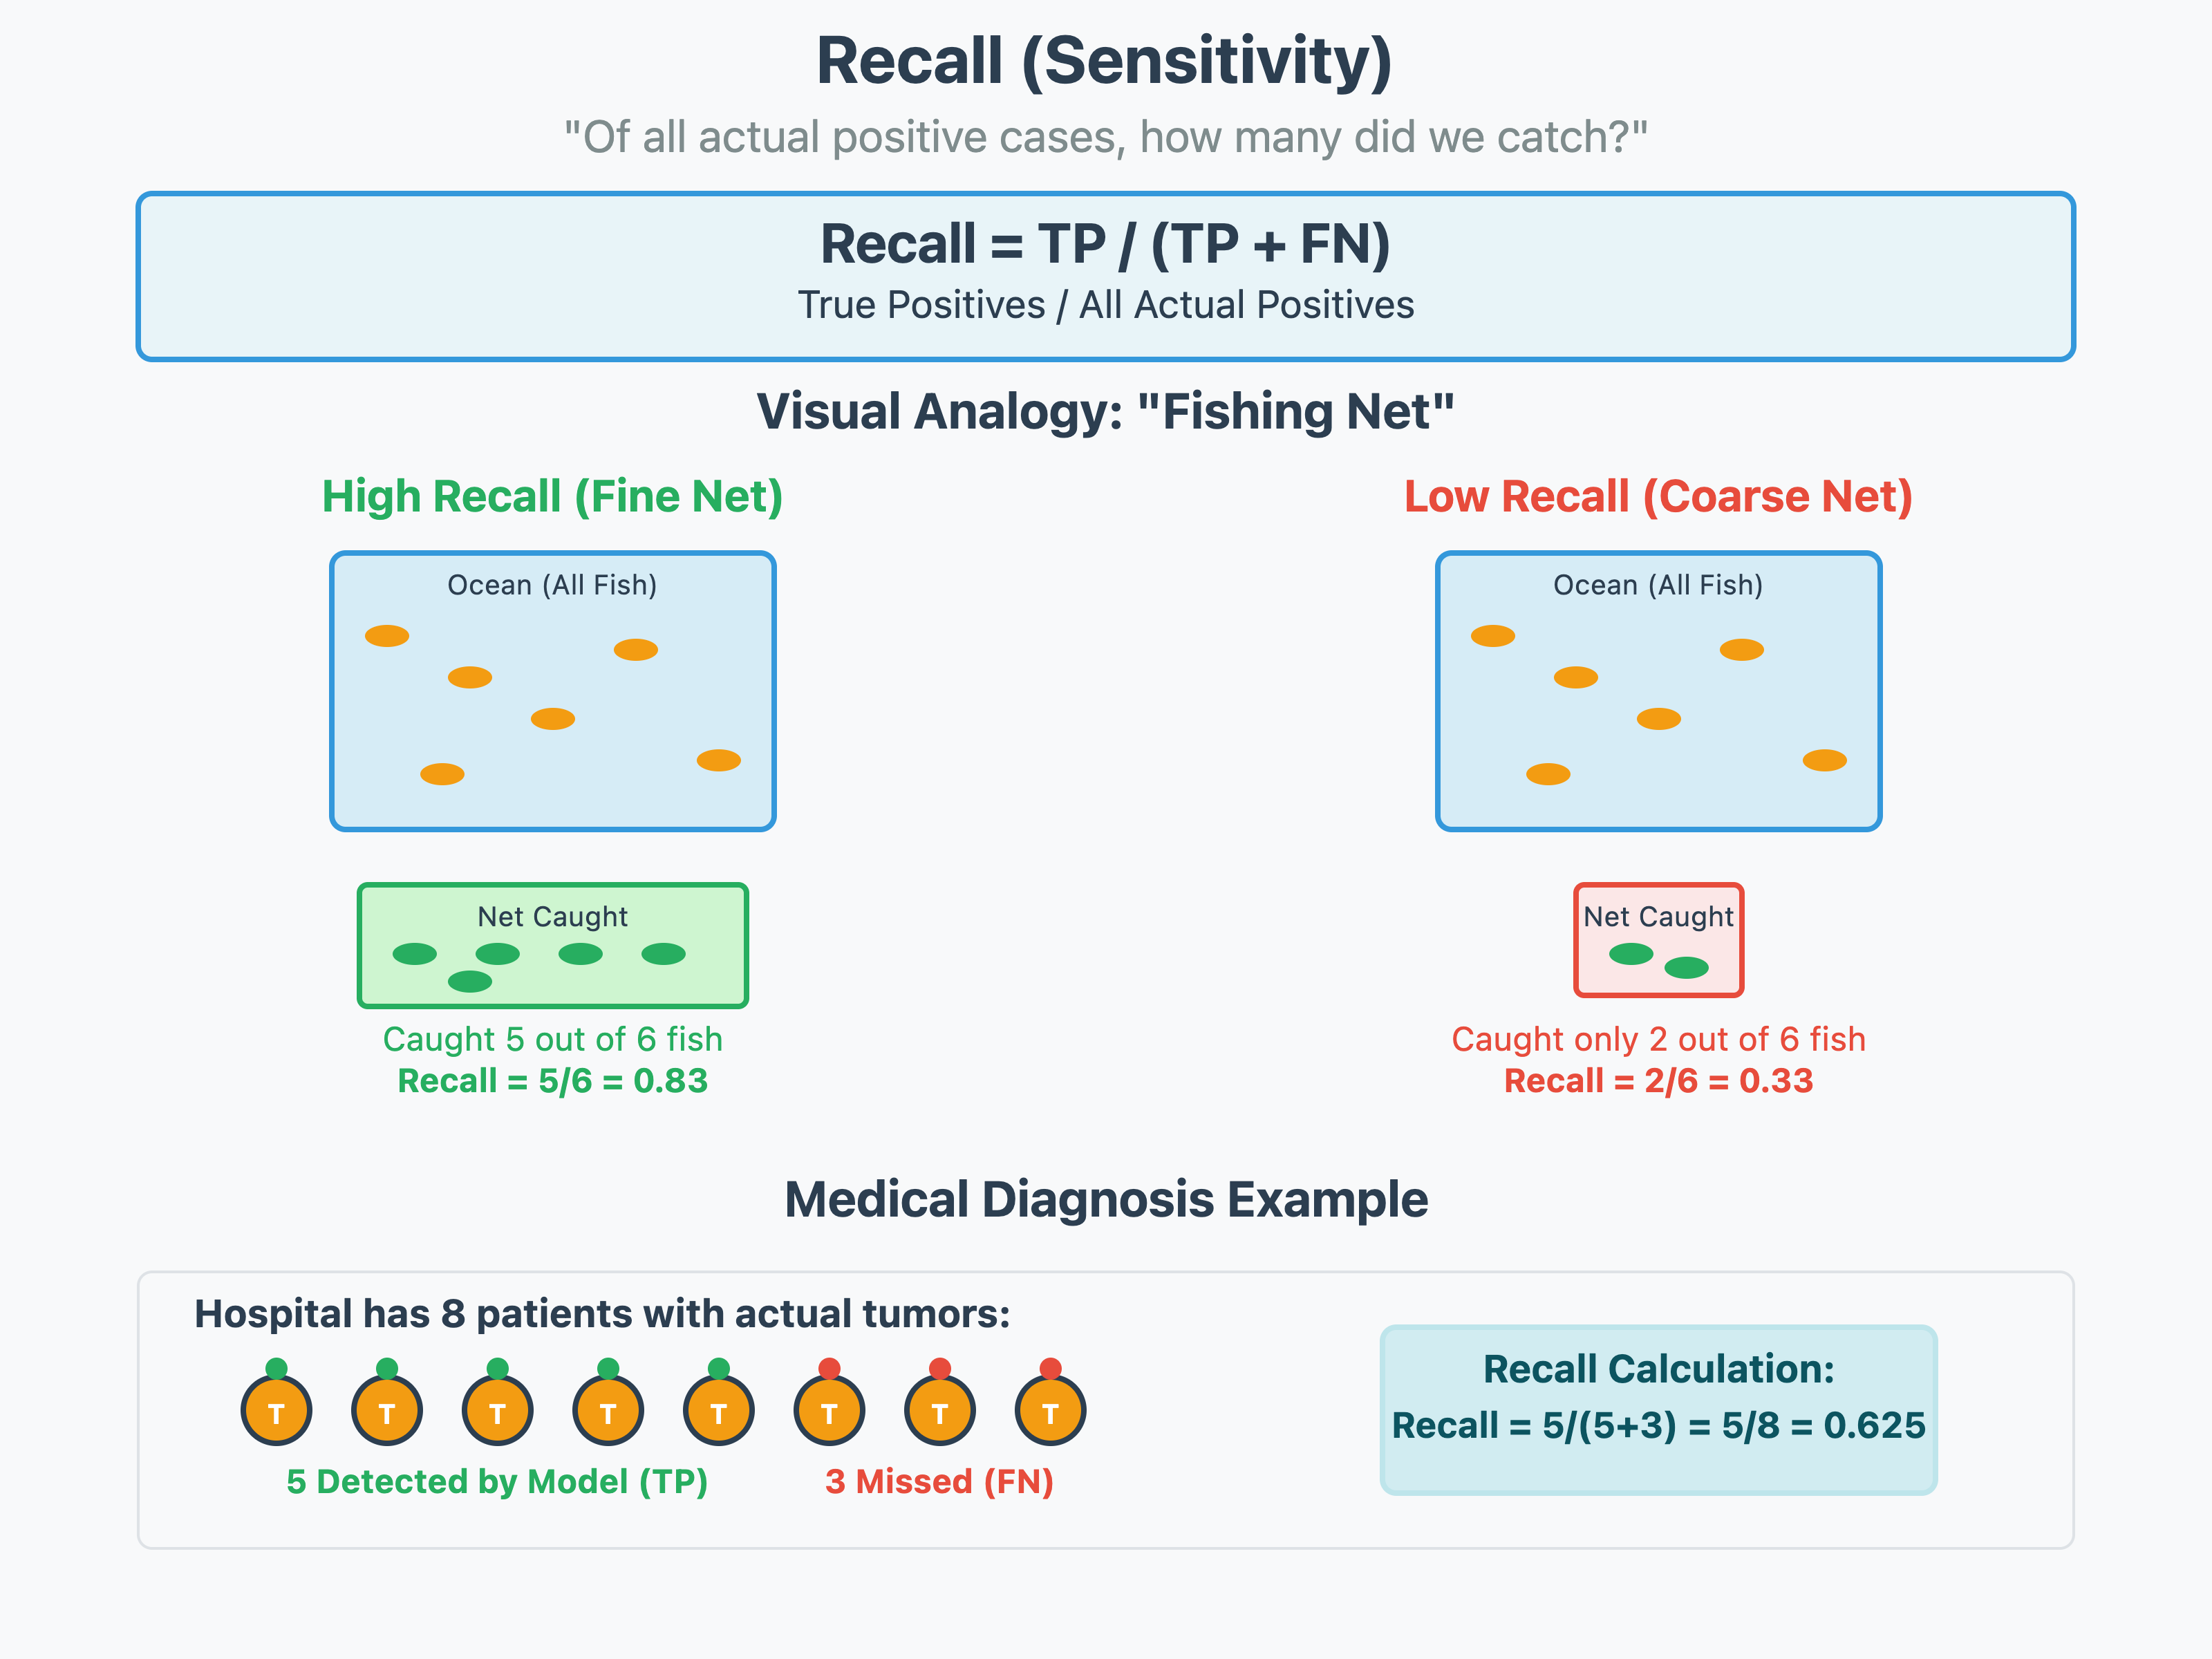 Recall (Sensitivity)
"Of all actual positive cases, how many did we catch?"
Recall = TP / (TP + FN)
True Positives / All Actual Positives
Visual Analogy: "Fishing Net"
High Recall (Fine Net)
Ocean (All Fish)
Net Caught
Caught 5 out of 6 fish
Recall = 5/6 = 0.83
Low Recall (Coarse Net)
Ocean (All Fish)
Net Caught
Caught only 2 out of 6 fish
Recall = 2/6 = 0.33
Medical Diagnosis Example
Hospital has 8 patients with actual tumors:
T T T T T T T T
5 Detected by Model (TP) 3 Missed (FN)
Recall Calculation:
Recall = 5/(5+3) = 5/8 = 0.625